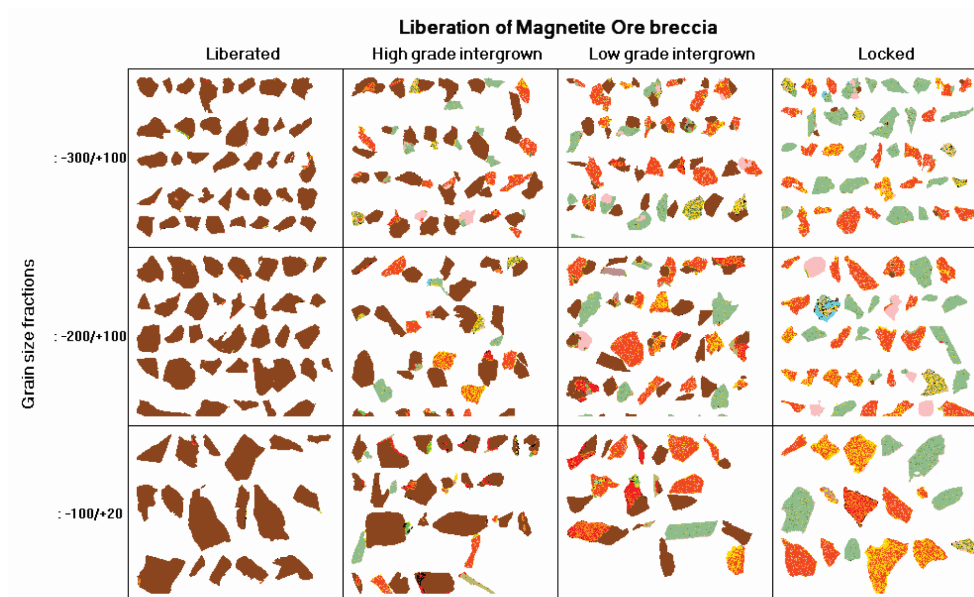 Liberation of Magnetite Ore breccia
Liberated High grade intergrown Low grade intergrown Locked
Grain size fractions
: -300/+100
: -200/+100
: -100/+20